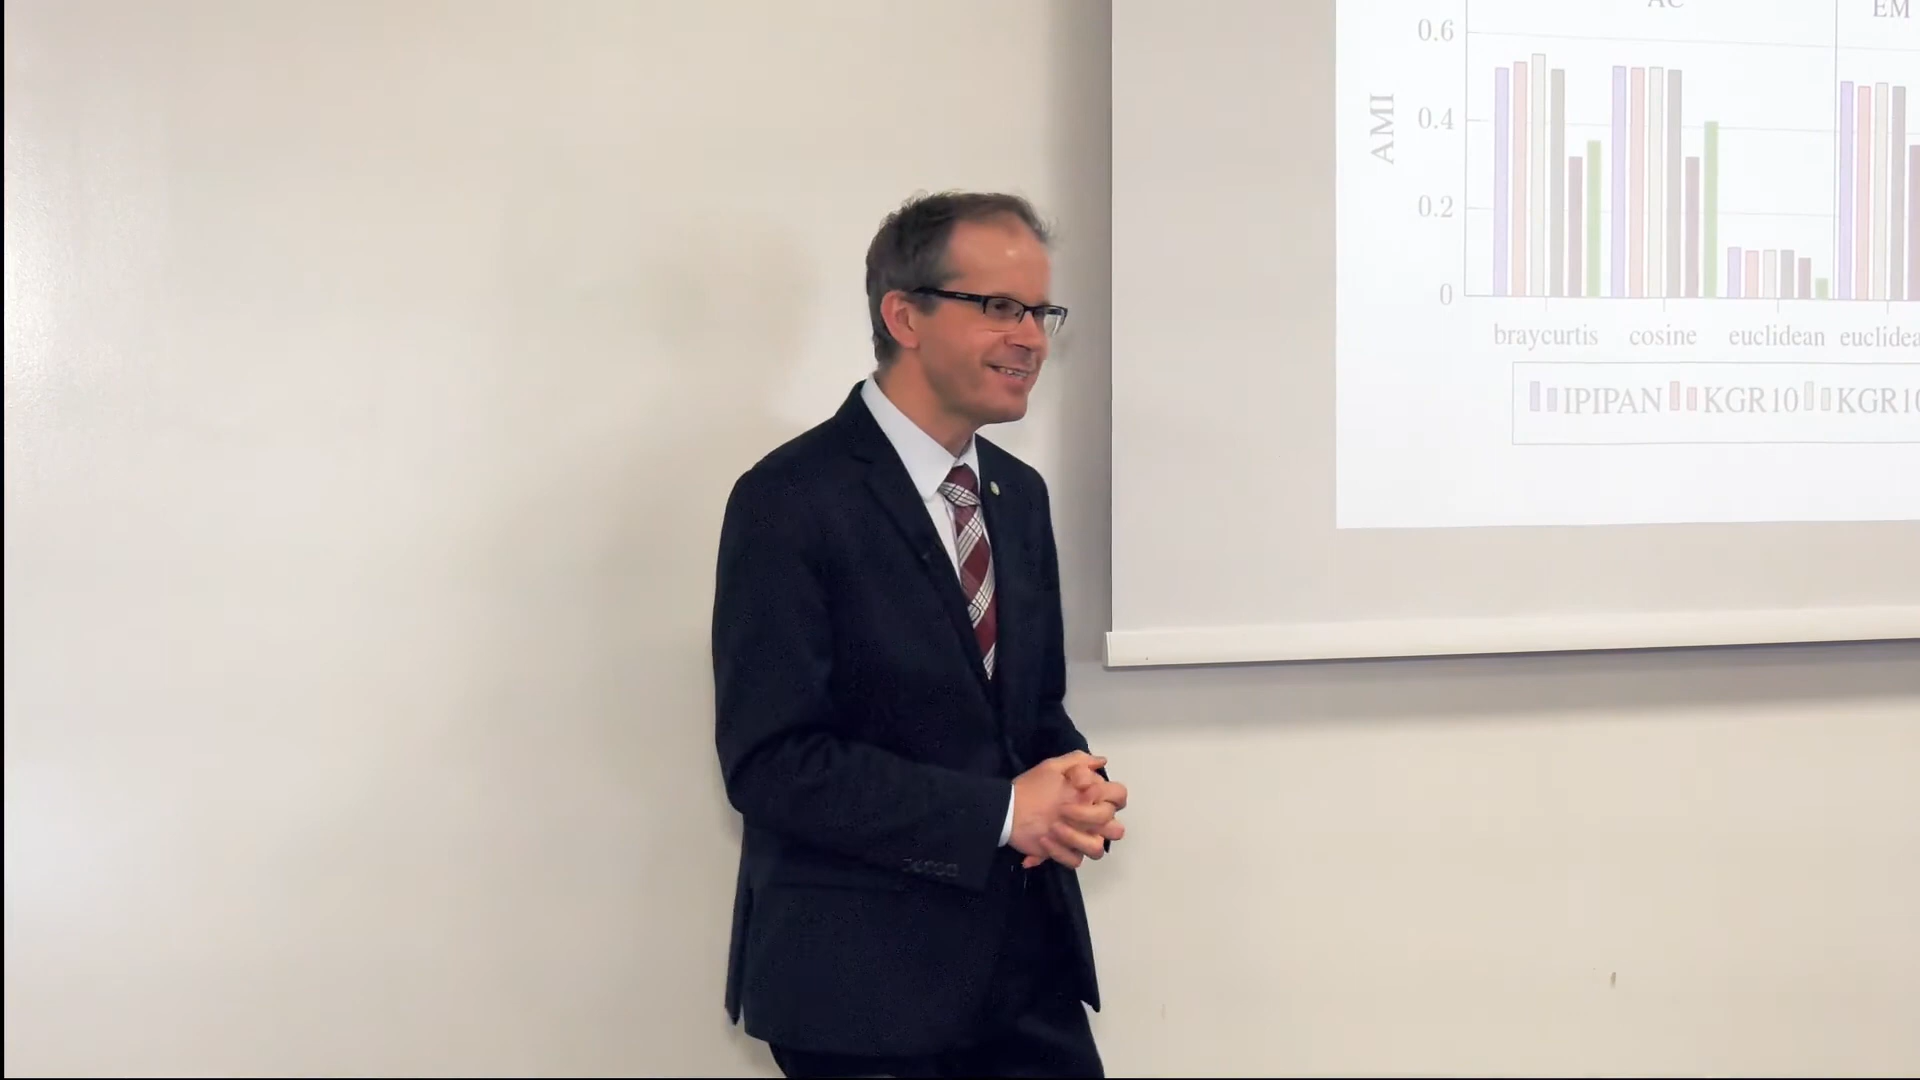 AC
EM
0.6
0.4
0.2
0
AMI
braycurtis cosine euclidean
IPIPAN KGR10